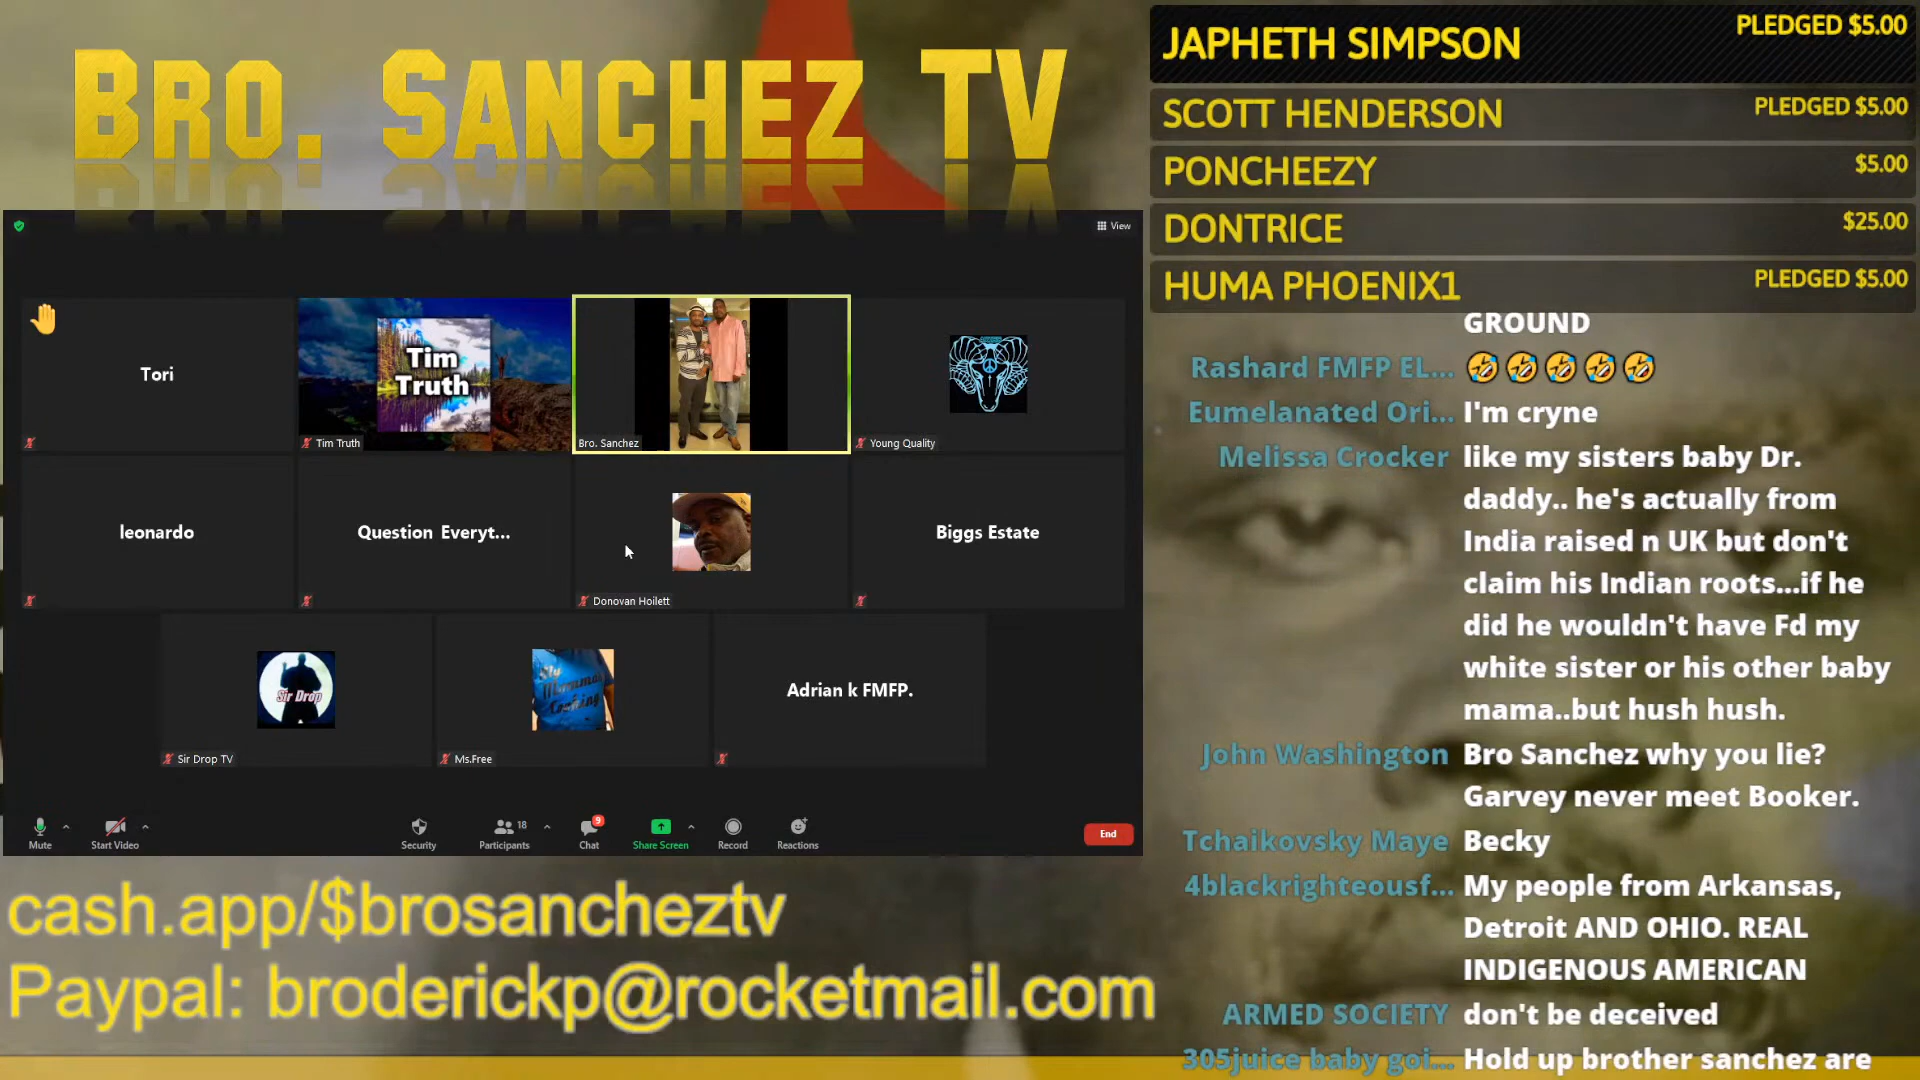 BRO. SANCHEZ TV
JAPHETH SIMPSON PLEDGED $5.00
SCOTT HENDERSON PLEDGED $5.00
PONCHEEZY $5.00
DONTRICE $25.00
HUMA PHOENIX1 PLEDGED $5.00
View
Tori
Tim
Truth
Tim Truth
Bro. Sanchez
Young Quality
leonardo
Question Everyt...
Donovan Hoilett
Biggs Estate
Sir Drop
Sir Drop TV
My
Momma's
Cooking
Ms.Free
Adrian k FMFP.
Mute
Start Video
Security
18
Participants
9
Chat
Share Screen
Record
Reactions
End
cash.app/$brosancheztv
Paypal: broderickp@rocketmail.com
GROUND
Rashard FMFP EL... 🤣🤣🤣🤣🤣
Eumelanated Ori... I'm cryne
Melissa Crocker like my sisters baby Dr.
daddy.. he's actually from
India raised n UK but don't
claim his Indian roots...if he
did he wouldn't have Fd my
white sister or his other baby
mama..but hush hush.
John Washington Bro Sanchez why you lie?
Garvey never meet Booker.
Tchaikovsky Maye Becky
4blackrighteousf... My people from Arkansas,
Detroit AND OHIO. REAL
INDIGENOUS AMERICAN
ARMED SOCIETY don't be deceived
305juice baby goi... Hold up brother sanchez are